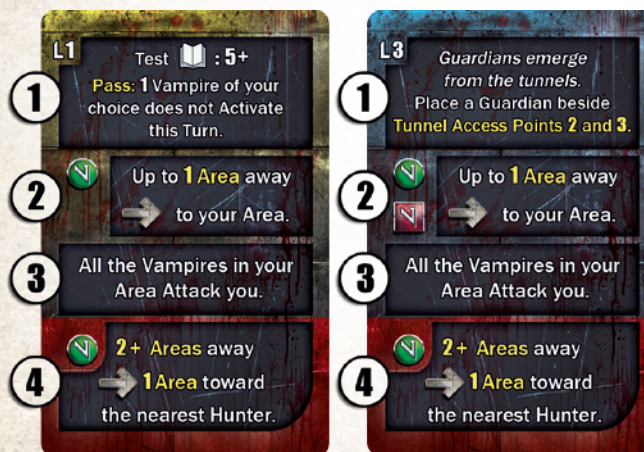 L1
Test : 5+
Pass: 1 Vampire of your
choice does not Activate
this Turn.
1
2
Up to 1 Area away
to your Area.
3
All the Vampires in your
Area Attack you.
4
2+ Areas away
1 Area toward
the nearest Hunter.
L3
Guardians emerge
from the tunnels.
Place a Guardian beside
Tunnel Access Points 2 and 3.
1
2
Up to 1 Area away
to your Area.
3
All the Vampires in your
Area Attack you.
4
2+ Areas away
1 Area toward
the nearest Hunter.